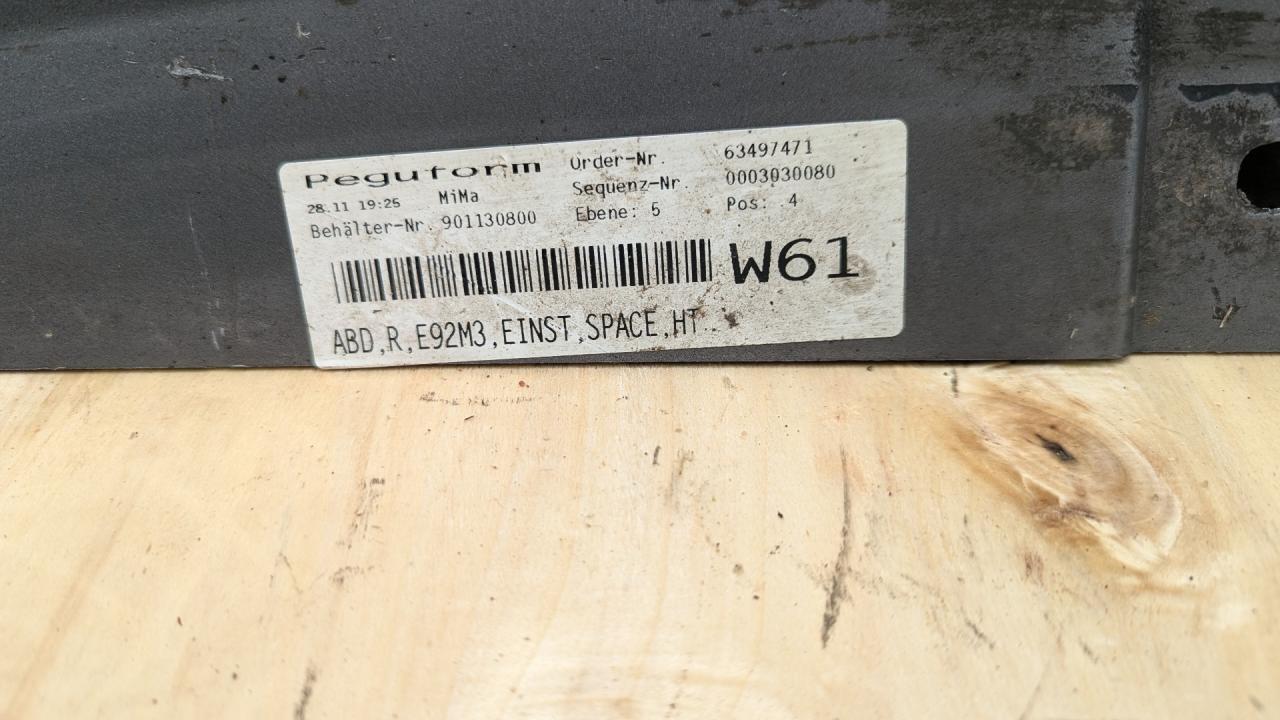 Peguform Order-Nr. 63497471
28.11 19:25 MiMa Sequenz-Nr. 0003030080
Behälter-Nr. 901130800 Ebene: 5 Pos: 4
W61
ABD,R,E92M3,EINST,SPACE,HT